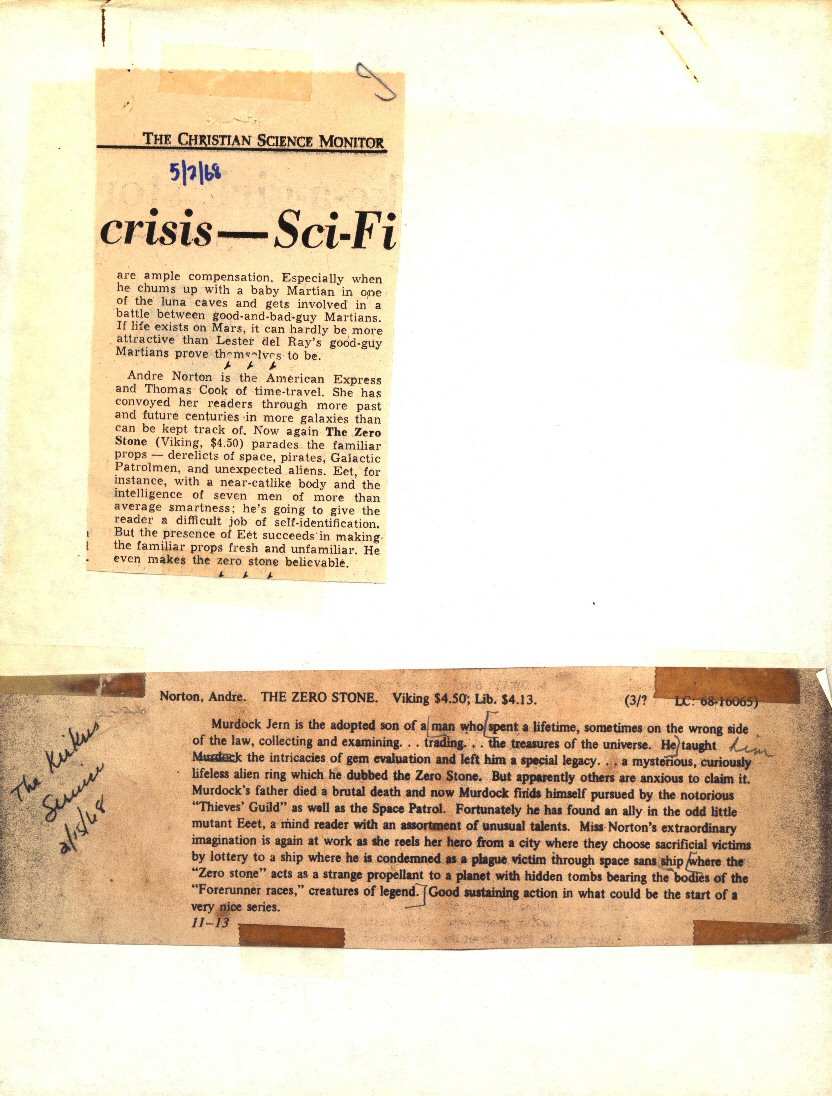 THE CHRISTIAN SCIENCE MONITOR
5/2/68
crisis—Sci-Fi
are ample compensation. Especially when
he chums up with a baby Martian in one
of the luna caves and gets involved in a
battle between good-and-bad-guy Martians.
If life exists on Mars, it can hardly be more
attractive than Lester del Ray's good-guy
Martians prove themselves to be.
Andre Norton is the American Express
and Thomas Cook of time-travel. She has
convoyed her readers through more past
and future centuries in more galaxies than
can be kept track of. Now again The Zero
Stone (Viking, $4.50) parades the familiar
props — derelicts of space, pirates, Galactic
Patrolmen, and unexpected aliens. Eet, for
instance, with a near-catlike body and the
intelligence of seven men of more than
average smartness; he's going to give the
reader a difficult job of self-identification.
But the presence of Eet succeeds in making
the familiar props fresh and unfamiliar. He
even makes the zero stone believable.
Norton, Andre. THE ZERO STONE. Viking $4.50; Lib. $4.13. (3/? LC: 68-16065)
Murdock Jern is the adopted son of a man who spent a lifetime, sometimes on the wrong side
of the law, collecting and examining. . . trading. . . the treasures of the universe. He taught him
Murdock the intricacies of gem evaluation and left him a special legacy. . . a mysterious, curiously
lifeless alien ring which he dubbed the Zero Stone. But apparently others are anxious to claim it.
Murdock's father died a brutal death and now Murdock finds himself pursued by the notorious
"Thieves' Guild" as well as the Space Patrol. Fortunately he has found an ally in the odd little
mutant Eeet, a mind reader with an assortment of unusual talents. Miss Norton's extraordinary
imagination is again at work as she reels her hero from a city where they choose sacrificial victims
by lottery to a ship where he is condemned as a plague victim through space sans ship where the
"Zero stone" acts as a strange propellant to a planet with hidden tombs bearing the bodies of the
"Forerunner races," creatures of legend. Good sustaining action in what could be the start of a
very nice series.
11-13
The Kirkus
Service
2/15/68